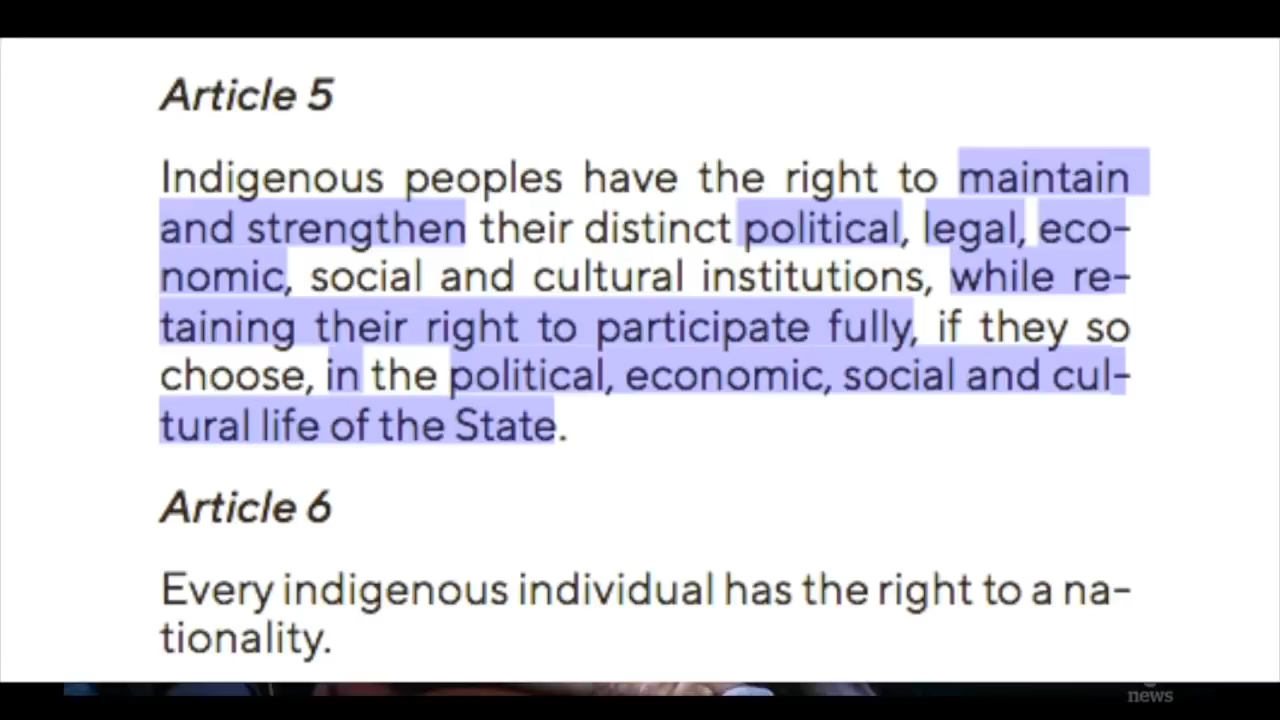 Article 5
Indigenous peoples have the right to maintain
and strengthen their distinct political, legal, eco-
nomic, social and cultural institutions, while re-
taining their right to participate fully, if they so
choose, in the political, economic, social and cul-
tural life of the State.
Article 6
Every indigenous individual has the right to a na-
tionality.
news